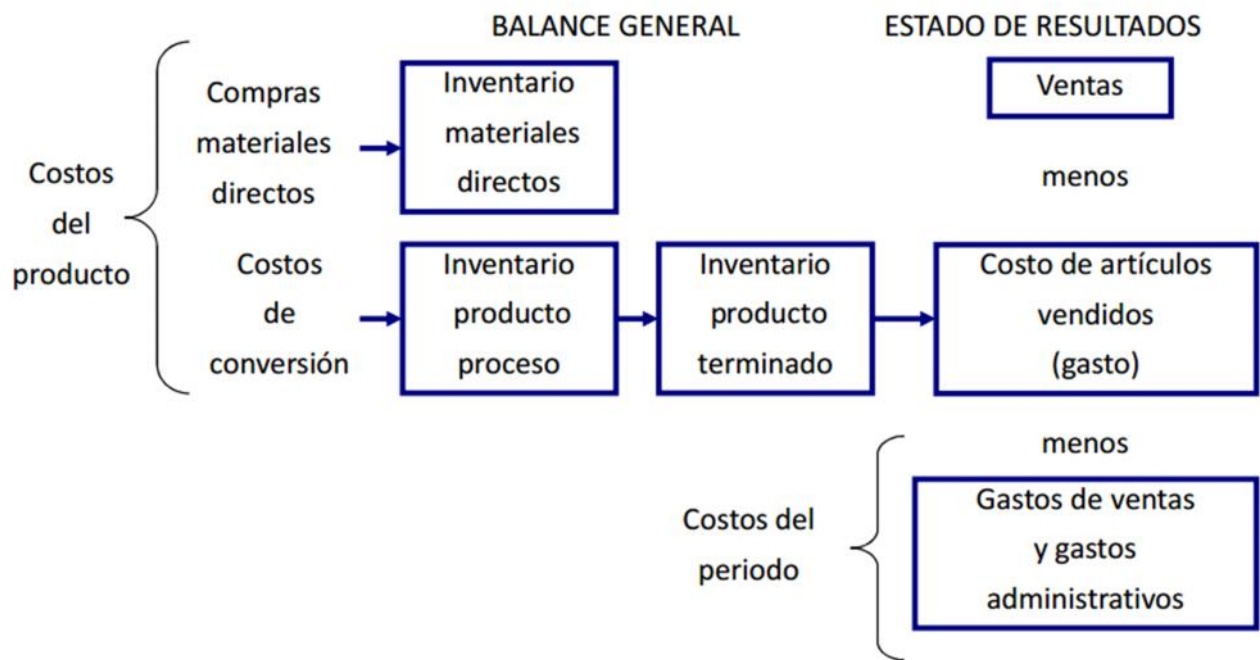 BALANCE GENERAL
ESTADO DE RESULTADOS
Costos
del
producto
Compras
materiales
directos
Inventario
materiales
directos
Ventas
menos
Costos
de
conversión
Inventario
producto
proceso
Inventario
producto
terminado
Costo de artículos
vendidos
(gasto)
menos
Costos del
periodo
Gastos de ventas
y gastos
administrativos